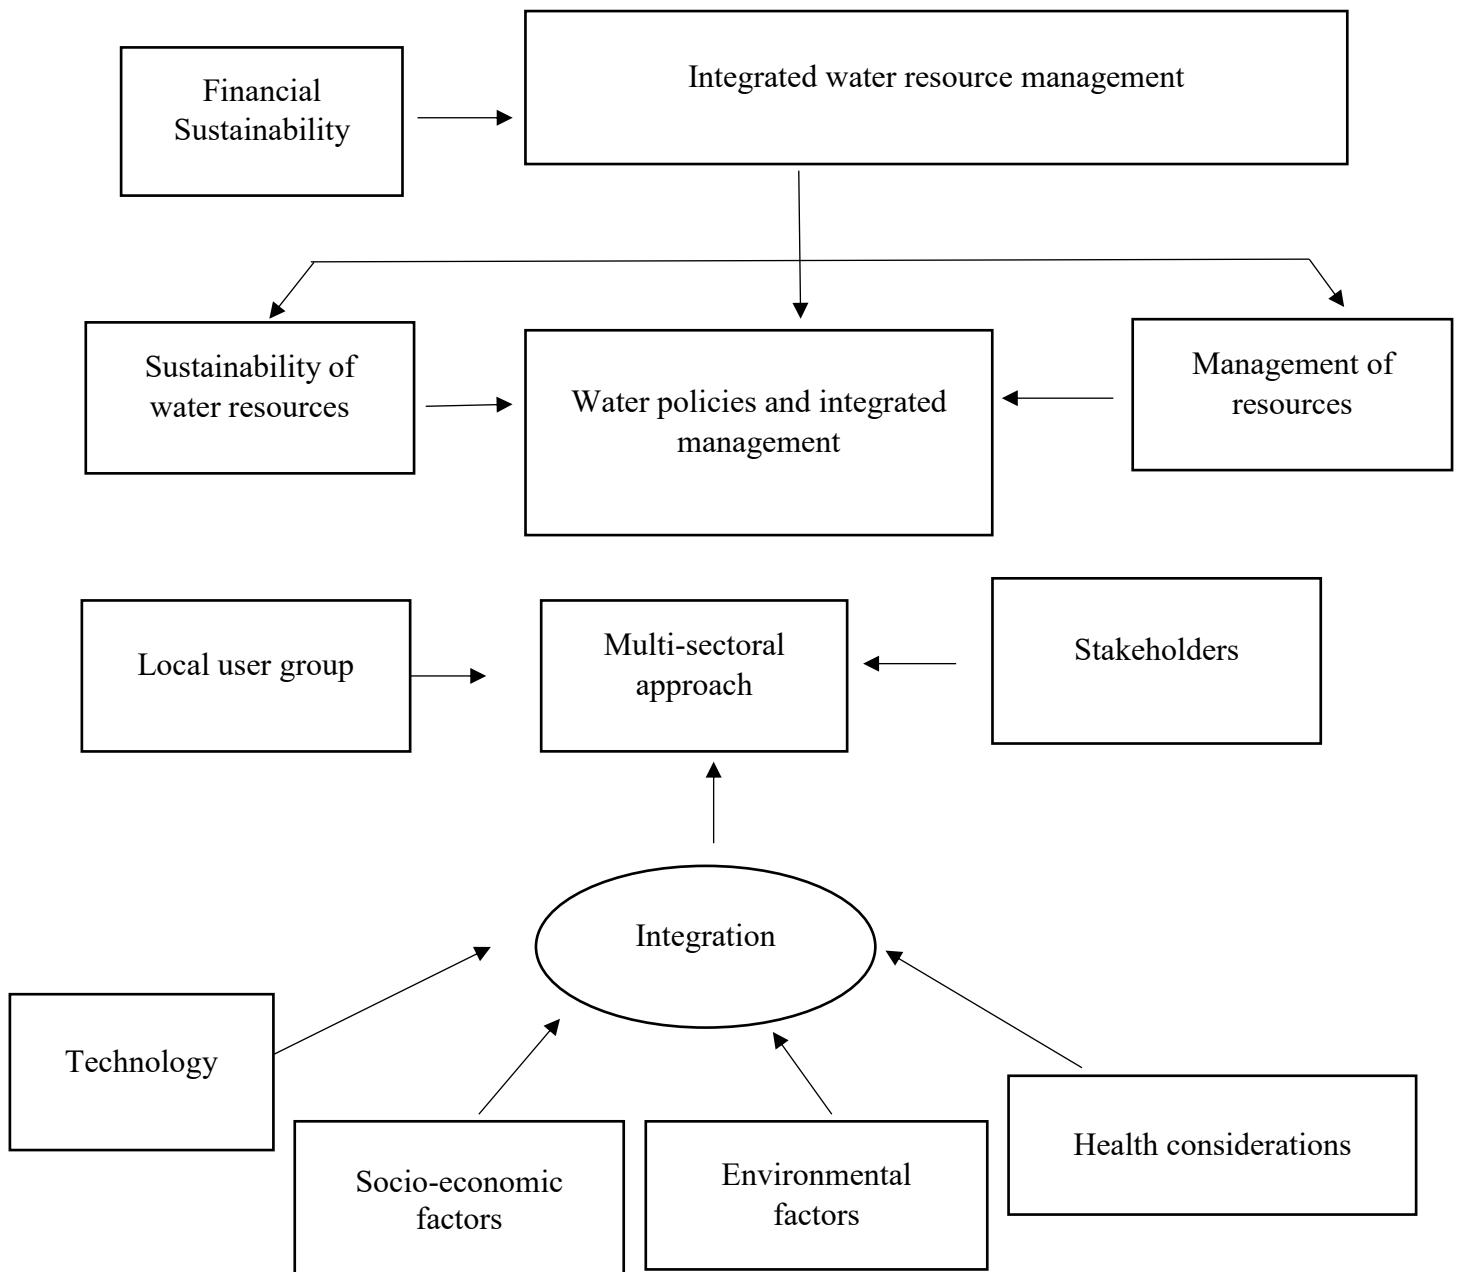 Financial
Sustainability
Integrated water resource management
Sustainability of
water resources
Water policies and integrated
management
Management of
resources
Local user group
Multi-sectoral
approach
Stakeholders
Integration
Technology
Socio-economic
factors
Environmental
factors
Health considerations